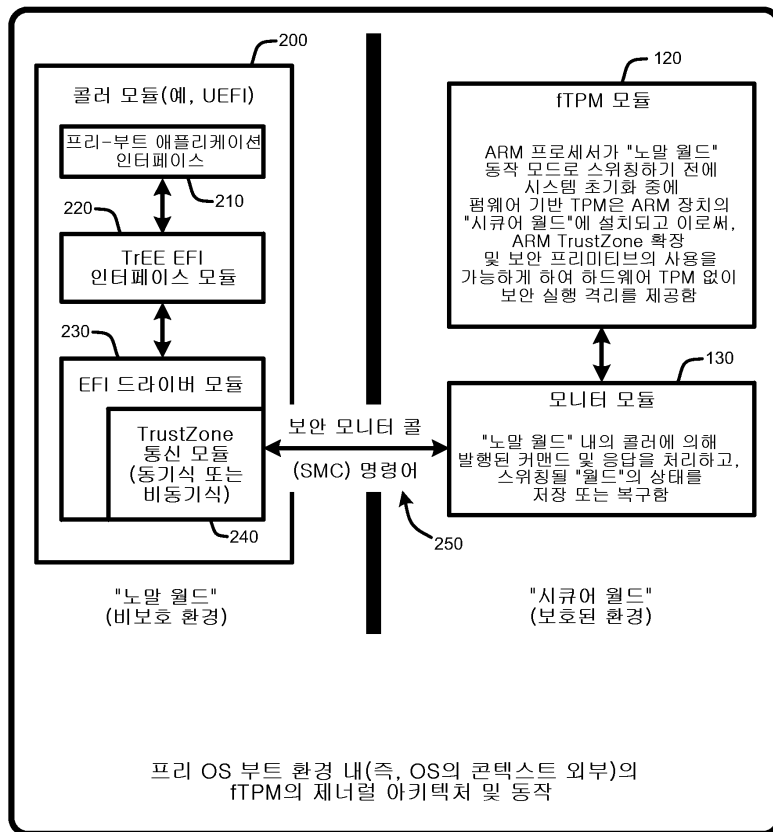 200
콜러 모듈(예, UEFI)
프리-부트 애플리케이션
인터페이스
210
220
TrEE EFI
인터페이스 모듈
230
EFI 드라이버 모듈
TrustZone
통신 모듈
(동기식 또는
비동기식)
240
"노말 월드"
(비보호 환경)
보안 모니터 콜
(SMC) 명령어
250
120
fTPM 모듈
ARM 프로세서가 "노말 월드"
동작 모드로 스위칭하기 전에
시스템 초기화 중에
펌웨어 기반 TPM은 ARM 장치의
"시큐어 월드"에 설치되고 이로써,
ARM TrustZone 확장
및 보안 프리미티브의 사용을
가능하게 하여 하드웨어 TPM 없이
보안 실행 격리를 제공함
130
모니터 모듈
"노말 월드" 내의 콜러에 의해
발행된 커맨드 및 응답을 처리하고,
스위칭될 "월드"의 상태를
저장 또는 복구함
"시큐어 월드"
(보호된 환경)
프리 OS 부트 환경 내(즉, OS의 콘텍스트 외부)의
fTPM의 제너럴 아키텍처 및 동작